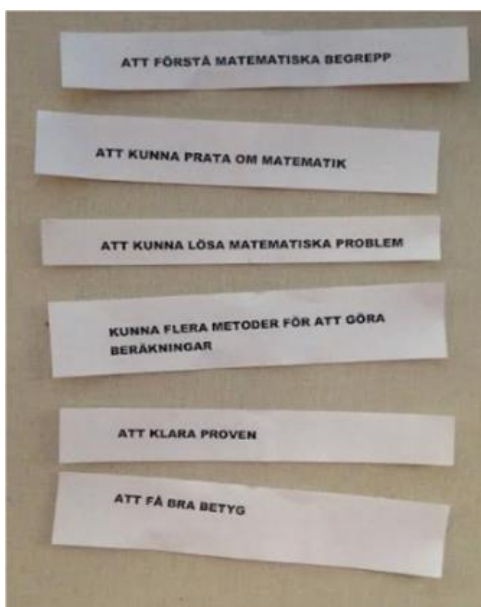 ATT FÖRSTÅ MATEMATISKA BEGREPP
ATT KUNNA PRATA OM MATEMATIK
ATT KUNNA LÖSA MATEMATISKA PROBLEM
KUNNA FLERA METODER FÖR ATT GÖRA
BERÄKNINGAR
ATT KLARA PROVEN
ATT FÅ BRA BETYG